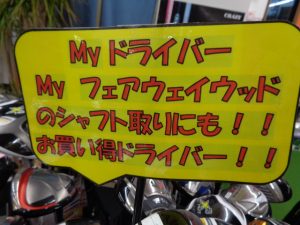 My ドライバー
My フェアウェイウッド
のシャフト取りにも！！
お買い得ドライバー！！